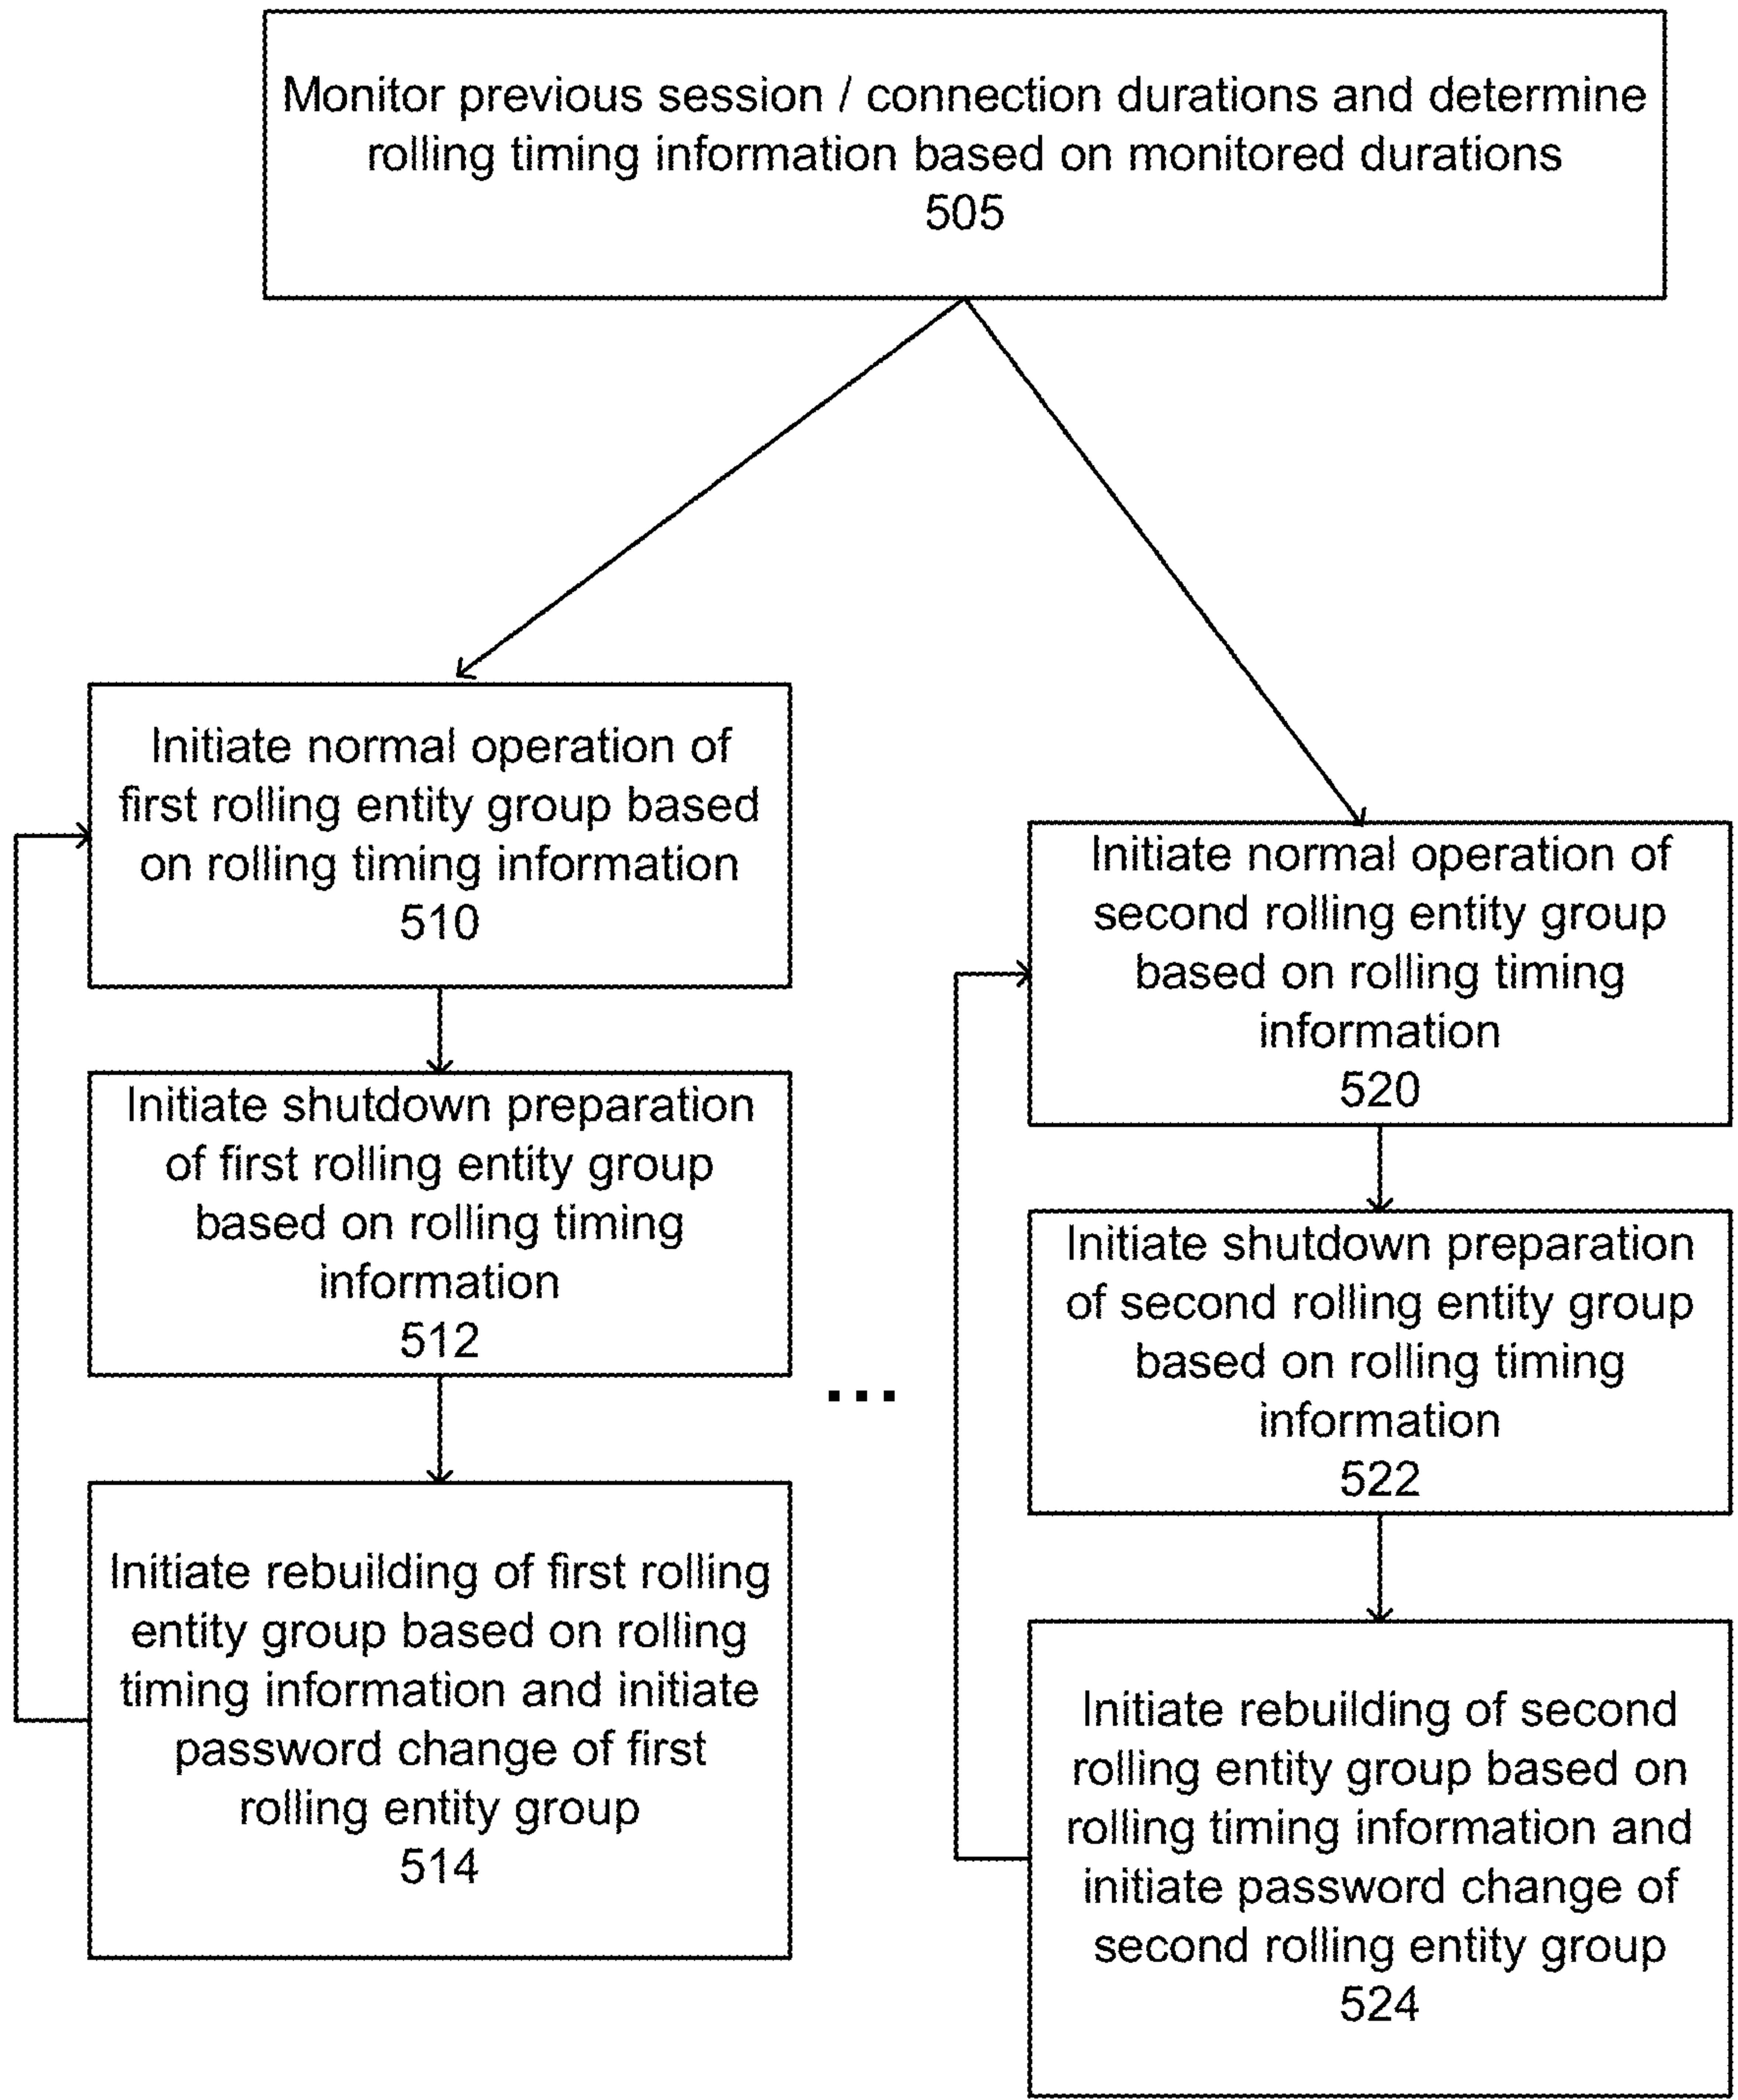 Monitor previous session / connection durations and determine
rolling timing information based on monitored durations
505
Initiate normal operation of
first rolling entity group based
on rolling timing information
510
Initiate shutdown preparation
of first rolling entity group
based on rolling timing
information
512
Initiate rebuilding of first rolling
entity group based on rolling
timing information and initiate
password change of first
rolling entity group
514
...
Initiate normal operation of
second rolling entity group
based on rolling timing
information
520
Initiate shutdown preparation
of second rolling entity group
based on rolling timing
information
522
Initiate rebuilding of second
rolling entity group based on
rolling timing information and
initiate password change of
second rolling entity group
524